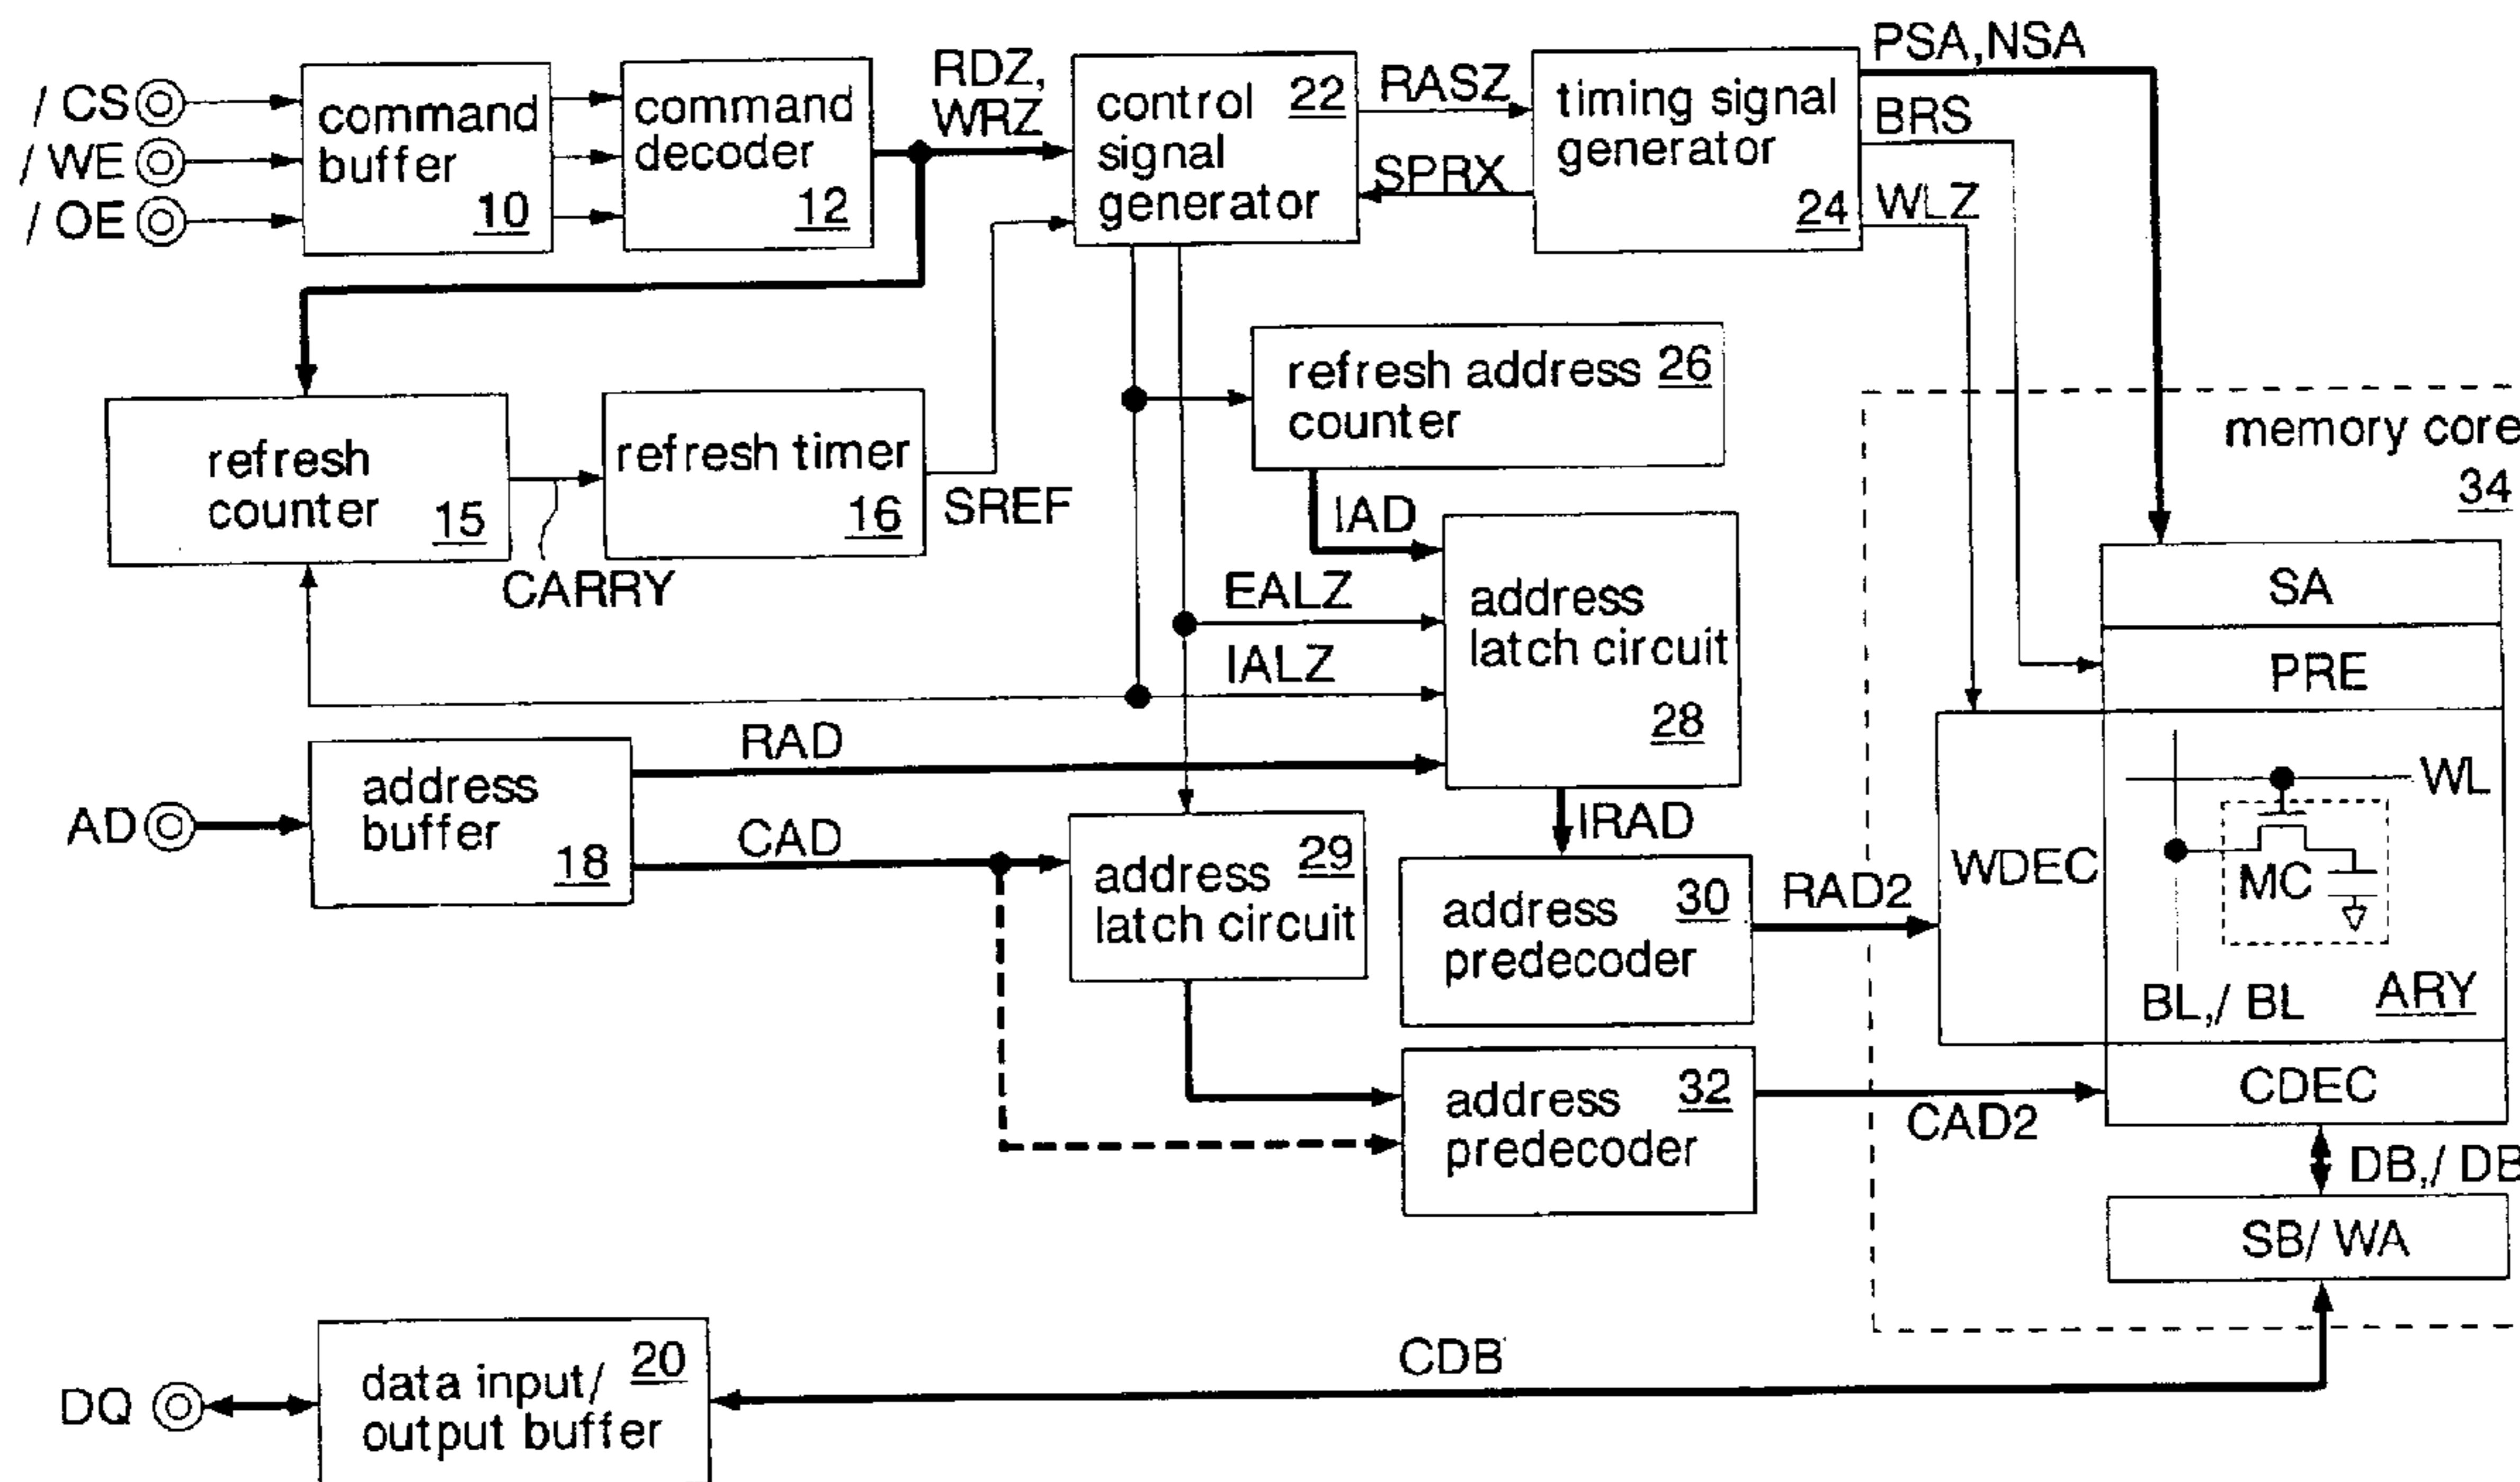 / CS
/ WE
/ OE
command
buffer
10
command
decoder
12
RDZ,
WRZ
control
signal
generator
22
RASZ
SPRX
timing signal
generator
24
PSA,NSA
BRS
WLZ
refresh
counter
15
CARRY
refresh timer
16
SREF
refresh address
counter
26
IAD
EALZ
IALZ
address
latch circuit
28
memory core
34
SA
PRE
AD
address
buffer
18
RAD
CAD
address
latch circuit
29
IRAD
address
predecoder
30
RAD2
WDEC
WL
MC
BL,/ BL
ARY
address
predecoder
32
CAD2
CDEC
DB,/ DB
SB/ WA
CDB
DQ
data input/
output buffer
20